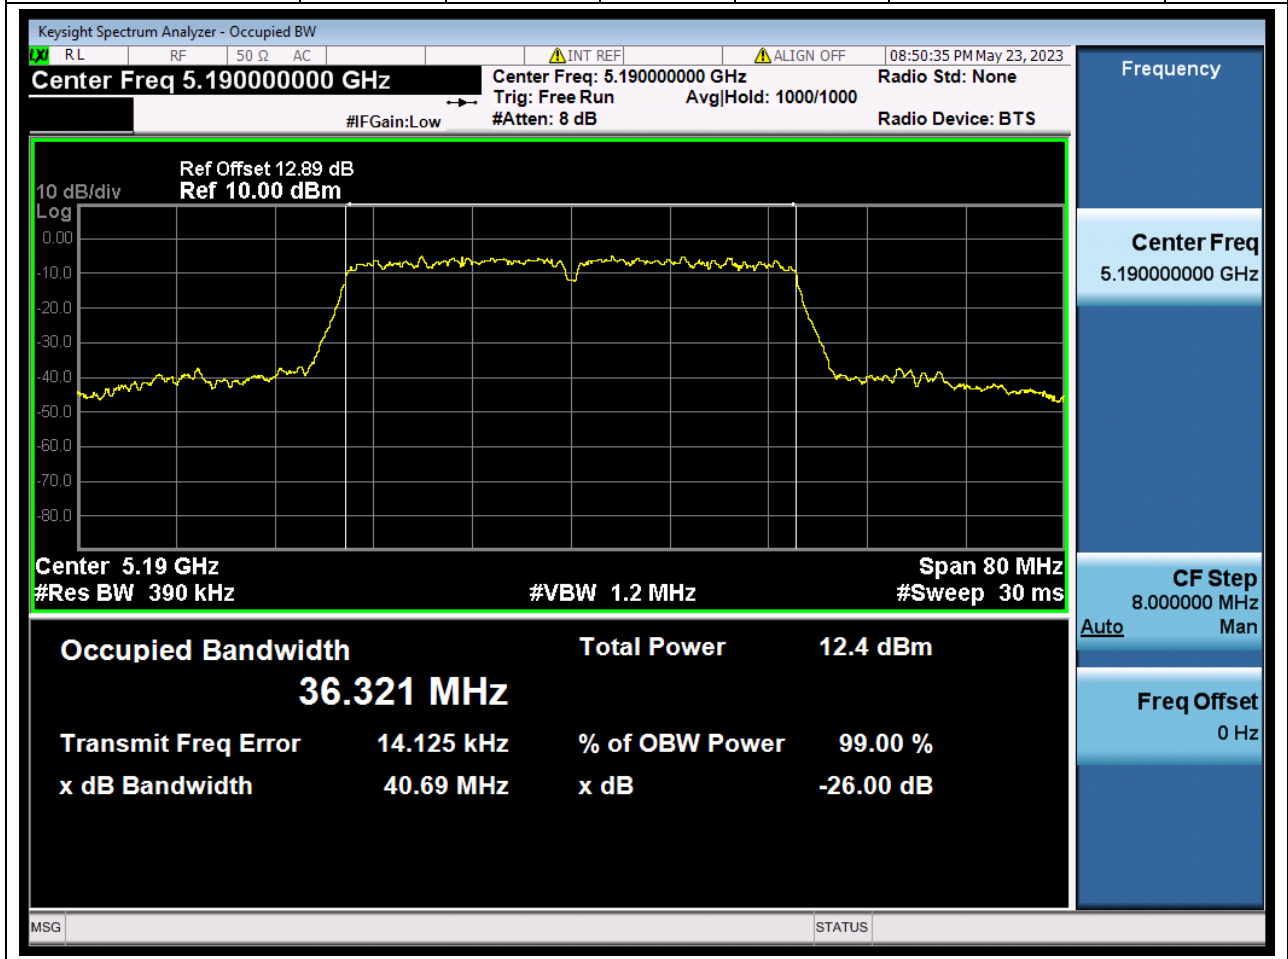 Keysight Spectrum Analyzer - Occupied BW
LXI RL RF 50 Ω AC INT REF ALIGN OFF 08:50:35 PM May 23, 2023
Center Freq 5.190000000 GHz
Center Freq: 5.190000000 GHz Radio Std: None
Trig: Free Run Avg|Hold: 1000/1000
#IFGain:Low #Atten: 8 dB Radio Device: BTS
Ref Offset 12.89 dB
10 dB/div Ref 10.00 dBm
Log
0.00
-10.0
-20.0
-30.0
-40.0
-50.0
-60.0
-70.0
-80.0
Center 5.19 GHz Span 80 MHz
#Res BW 390 kHz #VBW 1.2 MHz #Sweep 30 ms
Occupied Bandwidth Total Power 12.4 dBm
36.321 MHz
Transmit Freq Error 14.125 kHz % of OBW Power 99.00 %
x dB Bandwidth 40.69 MHz x dB -26.00 dB
MSG STATUS
Frequency
Center Freq
5.190000000 GHz
CF Step
8.000000 MHz
Auto Man
Freq Offset
0 Hz